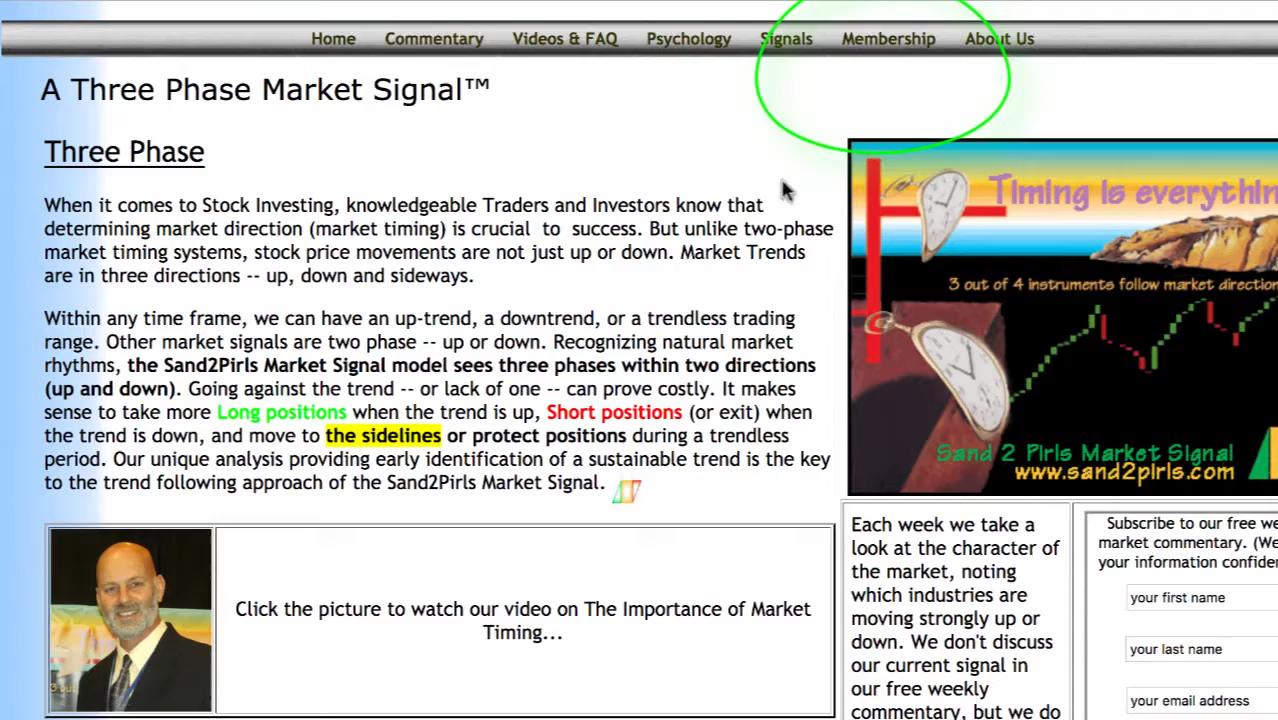 Home Commentary Videos & FAQ Psychology Signals Membership About Us
A Three Phase Market Signal™
Three Phase
When it comes to Stock Investing, knowledgeable Traders and Investors know that
determining market direction (market timing) is crucial to success. But unlike two-phase
market timing systems, stock price movements are not just up or down. Market Trends
are in three directions -- up, down and sideways.
Within any time frame, we can have an up-trend, a downtrend, or a trendless trading
range. Other market signals are two phase -- up or down. Recognizing natural market
rhythms, the Sand2Pirls Market Signal model sees three phases within two directions
(up and down). Going against the trend -- or lack of one -- can prove costly. It makes
sense to take more Long positions when the trend is up, Short positions (or exit) when
the trend is down, and move to the sidelines or protect positions during a trendless
period. Our unique analysis providing early identification of a sustainable trend is the key
to the trend following approach of the Sand2Pirls Market Signal.
Timing is everythin
3 out of 4 instruments follow market direction
Sand 2 Pirls Market Signal
www.sand2pirls.com
3 out
Click the picture to watch our video on The Importance of Market
Timing...
Each week we take a
look at the character of
the market, noting
which industries are
moving strongly up or
down. We don't discuss
our current signal in
our free weekly
commentary, but we do
Subscribe to our free we
market commentary. (We
your information confiden
your first name
your last name
your email address